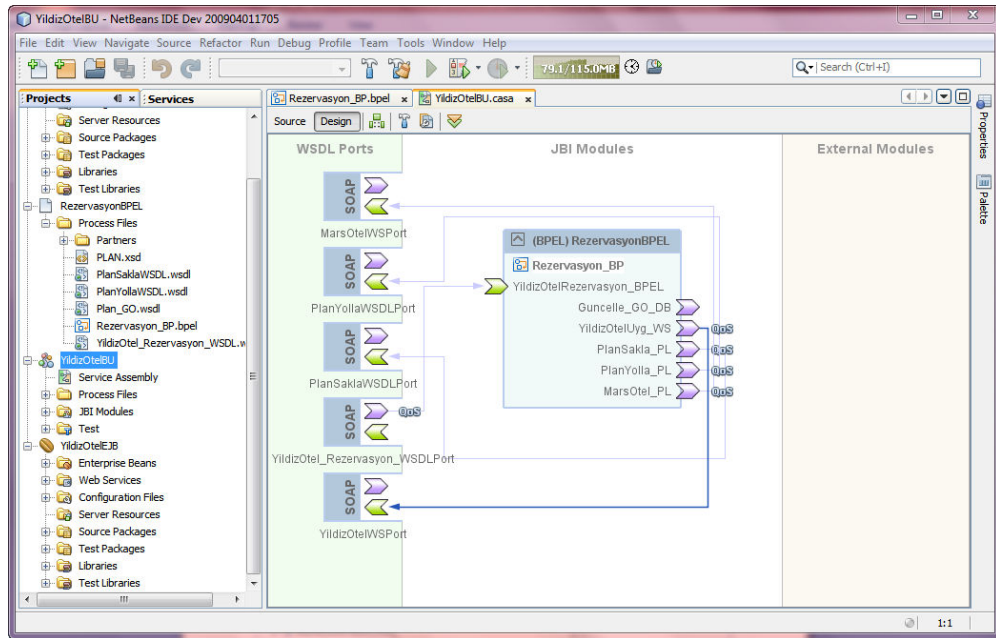 YildizOtelBU - NetBeans IDE Dev 200904011705
File Edit View Navigate Source Refactor Run Debug Profile Team Tools Window Help
79.1/115.0MB
Search (Ctrl+I)
Projects
Services
Server Resources
Source Packages
Test Packages
Libraries
Test Libraries
RezervasyonBPEL
Process Files
Partners
PLAN.xsd
PlanSaklaWSDL.wsdl
PlanYollaWSDL.wsdl
Plan_GO.wsdl
Rezervasyon_BP.bpel
YildizOtel_Rezervasyon_WSDL.w
YildizOtelBU
Service Assembly
Process Files
JBI Modules
Test
YildizOtelEJB
Enterprise Beans
Web Services
Configuration Files
Server Resources
Source Packages
Test Packages
Libraries
Test Libraries
Rezervasyon_BP.bpel
YildizOtelBU.casa
Source Design
WSDL Ports
JBI Modules
External Modules
SOAP
MarsOtelWSPort
SOAP
PlanYollaWSDLPort
SOAP
PlanSaklaWSDLPort
SOAP
QoS
YildizOtel_Rezervasyon_WSDLPort
SOAP
YildizOtelWSPort
(BPEL) RezervasyonBPEL
Rezervasyon_BP
YildizOtelRezervasyon_BPEL
Guncelle_GO_DB
YildizOtelUyg_WS QoS
PlanSakla_PL QoS
PlanYolla_PL QoS
MarsOtel_PL QoS
Properties
Palette
1:1